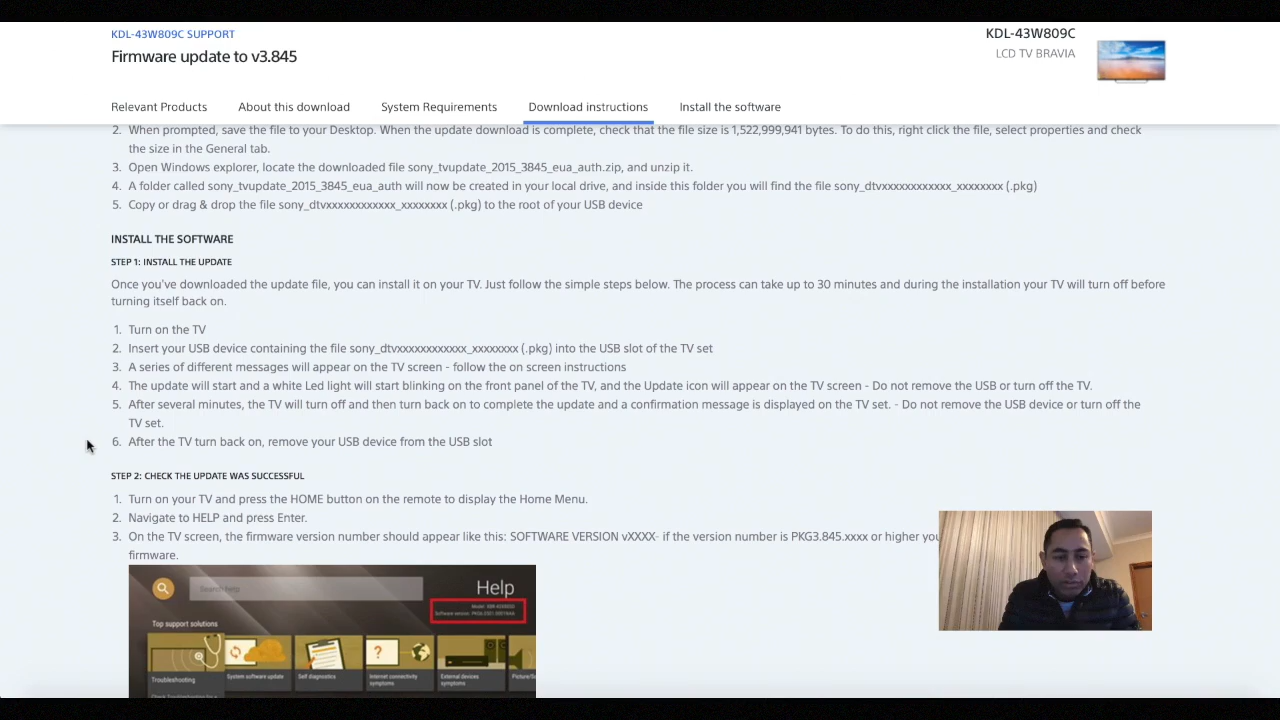 KDL-43W809C SUPPORT
Firmware update to v3.845
KDL-43W809C
LCD TV BRAVIA
Relevant Products
About this download
System Requirements
Download instructions
Install the software
2. When prompted, save the file to your Desktop. When the update download is complete, check that the file size is 1,522,999,941 bytes. To do this, right click the file, select properties and check
the size in the General tab.
3. Open Windows explorer, locate the downloaded file sony_tvupdate_2015_3845_eua_auth.zip, and unzip it.
4. A folder called sony_tvupdate_2015_3845_eua_auth will now be created in your local drive, and inside this folder you will find the file sony_dtvxxxxxxxxxxxx_xxxxxxxx (.pkg)
5. Copy or drag & drop the file sony_dtvxxxxxxxxxxxx_xxxxxxxx (.pkg) to the root of your USB device
INSTALL THE SOFTWARE
STEP 1: INSTALL THE UPDATE
Once you've downloaded the update file, you can install it on your TV. Just follow the simple steps below. The process can take up to 30 minutes and during the installation your TV will turn off before
turning itself back on.
1. Turn on the TV
2. Insert your USB device containing the file sony_dtvxxxxxxxxxxxx_xxxxxxxx (.pkg) into the USB slot of the TV set
3. A series of different messages will appear on the TV screen - follow the on screen instructions
4. The update will start and a white Led light will start blinking on the front panel of the TV, and the Update icon will appear on the TV screen - Do not remove the USB or turn off the TV.
5. After several minutes, the TV will turn off and then turn back on to complete the update and a confirmation message is displayed on the TV set. - Do not remove the USB device or turn off the
TV set.
6. After the TV turn back on, remove your USB device from the USB slot
STEP 2: CHECK THE UPDATE WAS SUCCESSFUL
1. Turn on your TV and press the HOME button on the remote to display the Home Menu.
2. Navigate to HELP and press Enter.
3. On the TV screen, the firmware version number should appear like this: SOFTWARE VERSION vXXXX- if the version number is PKG3.845.xxxx or higher you
firmware.
Search help
Help
Top support solutions
Troubleshooting
System software update
Self diagnostics
Internet connectivity
symptoms
External devices
symptoms